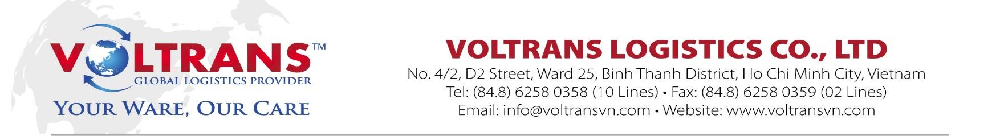 VOLTRANS™
GLOBAL LOGISTICS PROVIDER
YOUR WARE, OUR CARE
VOLTRANS LOGISTICS CO., LTD
No. 4/2, D2 Street, Ward 25, Binh Thanh District, Ho Chi Minh City, Vietnam
Tel: (84.8) 6258 0358 (10 Lines) • Fax: (84.8) 6258 0359 (02 Lines)
Email: info@voltransvn.com • Website: www.voltransvn.com